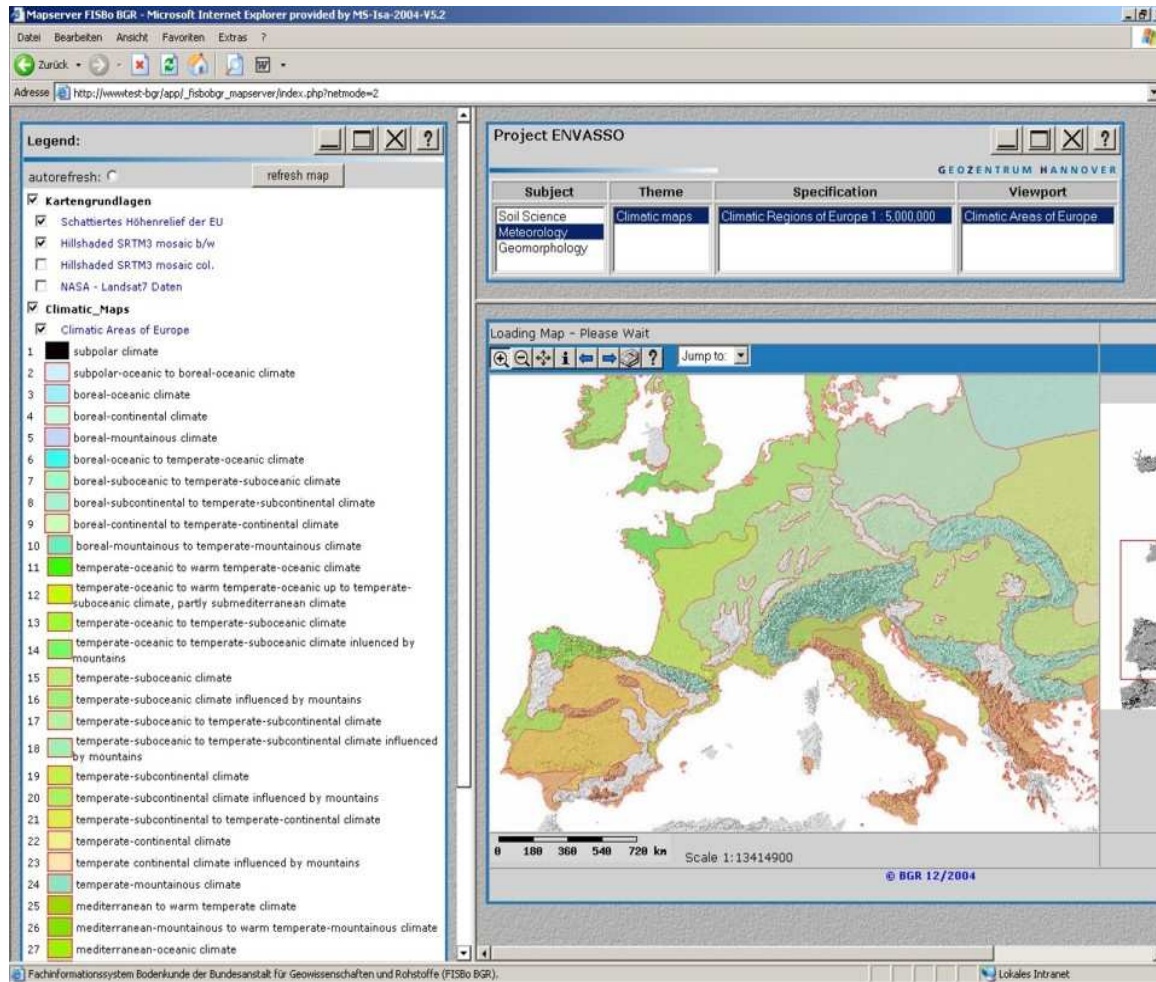 Mapserver FISBo BGR - Microsoft Internet Explorer provided by MS-Isa-2004-V5.2
Datei Bearbeiten Ansicht Favoriten Extras ?
Zurück
Adresse http://wwwtest-bgr/app/_fisbobgr_mapserver/index.php?netmode=2
Legend:
autorefresh: refresh map
Kartengrundlagen
Schattiertes Höhenrelief der EU
Hillshaded SRTM3 mosaic b/w
Hillshaded SRTM3 mosaic col.
NASA - Landsat7 Daten
Climatic_Maps
Climatic Areas of Europe
1 subpolar climate
2 subpolar-oceanic to boreal-oceanic climate
3 boreal-oceanic climate
4 boreal-continental climate
5 boreal-mountainous climate
6 boreal-oceanic to temperate-oceanic climate
7 boreal-suboceanic to temperate-suboceanic climate
8 boreal-subcontinental to temperate-subcontinental climate
9 boreal-continental to temperate-continental climate
10 boreal-mountainous to temperate-mountainous climate
11 temperate-oceanic to warm temperate-oceanic climate
12 temperate-oceanic to warm temperate-oceanic up to temperate-
suboceanic climate, partly submediterranean climate
13 temperate-oceanic to temperate-suboceanic climate
14 temperate-oceanic to temperate-suboceanic climate inluenced by
mountains
15 temperate-suboceanic climate
16 temperate-suboceanic climate influenced by mountains
17 temperate-suboceanic to temperate-subcontinental climate
18 temperate-suboceanic to temperate-subcontinental climate influenced
by mountains
19 temperate-subcontinental climate
20 temperate-subcontinental climate influenced by mountains
21 temperate-subcontinental to temperate-continental climate
22 temperate-continental climate
23 temperate continental climate influenced by mountains
24 temperate-mountainous climate
25 mediterranean to warm temperate climate
26 mediterranean-mountainous to warm temperate-mountainous climate
27 mediterranean-oceanic climate
Project ENVASSO
GEOZENTRUM HANNOVER
Subject Theme Specification Viewport
Soil Science Climatic maps Climatic Regions of Europe 1 : 5,000,000 Climatic Areas of Europe
Meteorology
Geomorphology
Loading Map - Please Wait
Jump to:
0 180 360 540 720 km Scale 1:13414900
© BGR 12/2004
Fachinformationssystem Bodenkunde der Bundesanstalt für Geowissenschaften und Rohstoffe (FISBo BGR). Lokales Intranet